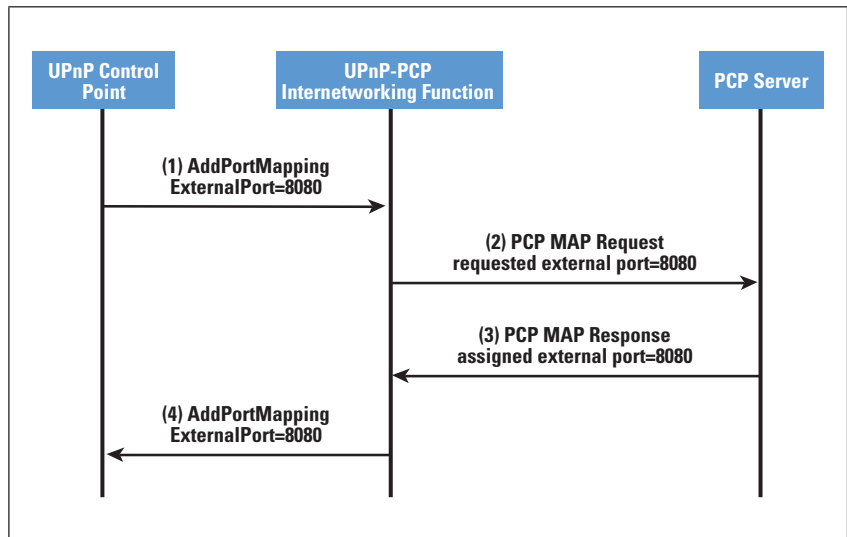 UPnP Control
Point
UPnP-PCP
Internetworking Function
PCP Server
(1) AddPortMapping
ExternalPort=8080
(2) PCP MAP Request
requested external port=8080
(3) PCP MAP Response
assigned external port=8080
(4) AddPortMapping
ExternalPort=8080